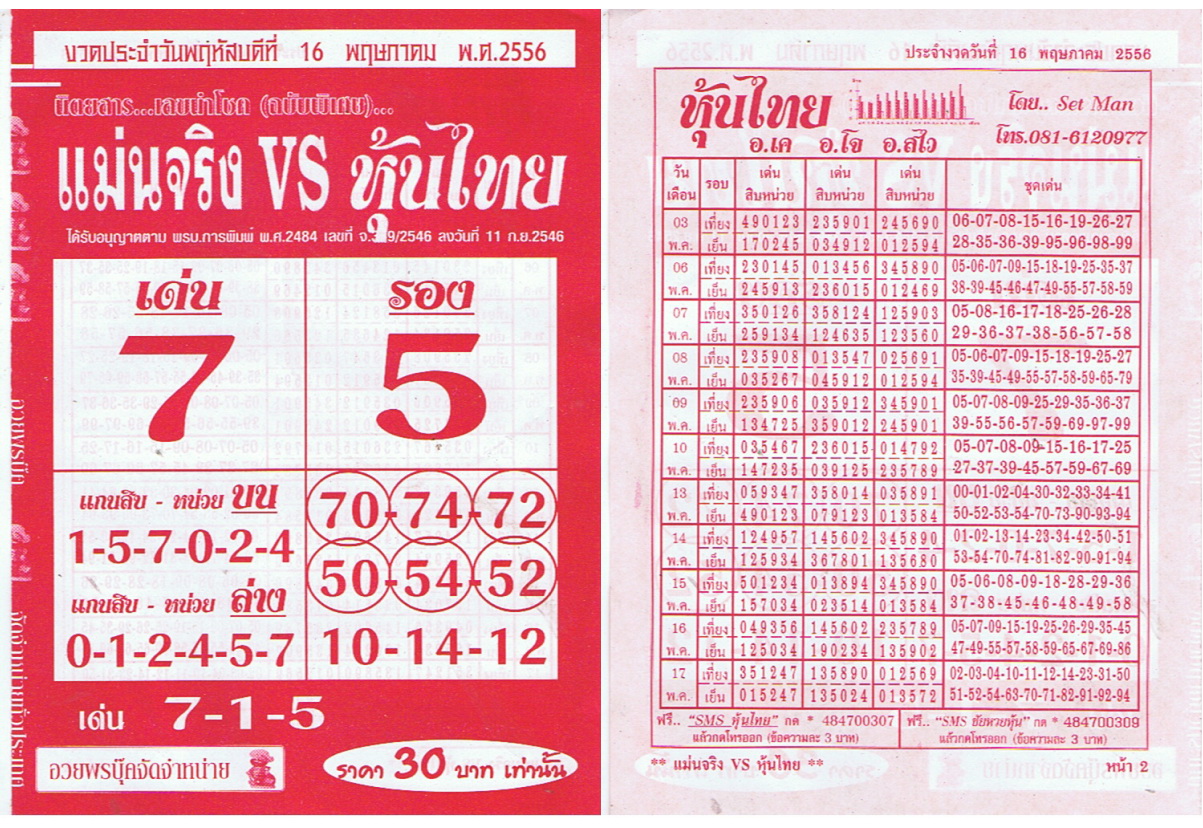 งวดประจำวันพฤหัสบดีที่ 16 พฤษภาคม พ.ศ.2556
นิตยสาร...เลขนำโชค (ฉบับพิเศษ)...
แม่นจริง VS หุ้นไทย
ได้รับอนุญาตตาม พรบ.การพิมพ์ พ.ศ.2484 เลขที่ จ. 9/2546 ลงวันที่ 11 ก.ย.2546
เด่น รอง
7 5
แกนสิบ - หน่วย บน
1-5-7-0-2-4
แกนสิบ - หน่วย ล่าง
0-1-2-4-5-7
70-74-72
50-54-52
10-14-12
เด่น 7-1-5
อวยพรบุ๊คจัดจำหน่าย
ราคา 30 บาท เท่านั้น
ประจำงวดวันที่ 16 พฤษภาคม 2556
หุ้นไทย
โดย.. Set Man
โทร.081-6120977
อ.เค อ.โจ อ.สไว
วัน รอบ เด่น เด่น เด่น ชุดเด่น
เดือน สิบหน่วย สิบหน่วย สิบหน่วย
03 เที่ยง 490123 235901 245690 06-07-08-15-16-19-26-27
พ.ค. เย็น 170245 034912 012594 28-35-36-39-95-96-98-99
06 เที่ยง 230145 013456 345890 05-06-07-09-15-18-19-25-35-37
พ.ค. เย็น 245913 236015 012469 38-39-45-46-47-49-55-57-58-59
07 เที่ยง 350126 358124 125903 05-08-16-17-18-25-26-28
พ.ค. เย็น 259134 124635 123560 29-36-37-38-56-57-58
08 เที่ยง 235908 013547 025691 05-06-07-09-15-18-19-25-27
พ.ค. เย็น 035267 045912 012594 35-39-45-49-55-57-58-59-65-79
09 เที่ยง 235906 035912 345901 05-07-08-09-25-29-35-36-37
พ.ค. เย็น 134725 359012 245901 39-55-56-57-59-69-97-99
10 เที่ยง 035467 236015 014792 05-07-08-09-15-16-17-25
พ.ค. เย็น 147235 039125 235789 27-37-39-45-57-59-67-69
13 เที่ยง 059347 358014 035891 00-01-02-04-30-32-33-34-41
พ.ค. เย็น 490123 079123 013584 50-52-53-54-70-73-90-93-94
14 เที่ยง 124957 145602 345890 01-02-13-14-23-34-42-50-51
พ.ค. เย็น 125934 367801 135680 53-54-70-74-81-82-90-91-94
15 เที่ยง 501234 013894 345890 05-06-08-09-18-28-29-36
พ.ค. เย็น 157034 023514 013584 37-38-45-46-48-49-58
16 เที่ยง 049356 145602 235789 05-07-09-15-19-25-26-29-35-45
พ.ค. เย็น 125034 190234 135902 47-49-55-57-58-59-65-67-69-86
17 เที่ยง 351247 135890 012569 02-03-04-10-11-12-14-23-31-50
พ.ค. เย็น 015247 135024 013572 51-52-54-63-70-71-82-91-92-94
ฟรี.. "SMS หุ้นไทย" กด * 484700307 ฟรี.. "SMS ชัยหวยหุ้น" กด * 484700309
แล้วกดโทรออก (ข้อความละ 3 บาท) แล้วกดโทรออก (ข้อความละ 3 บาท)
** แม่นจริง VS หุ้นไทย ** หน้า 2